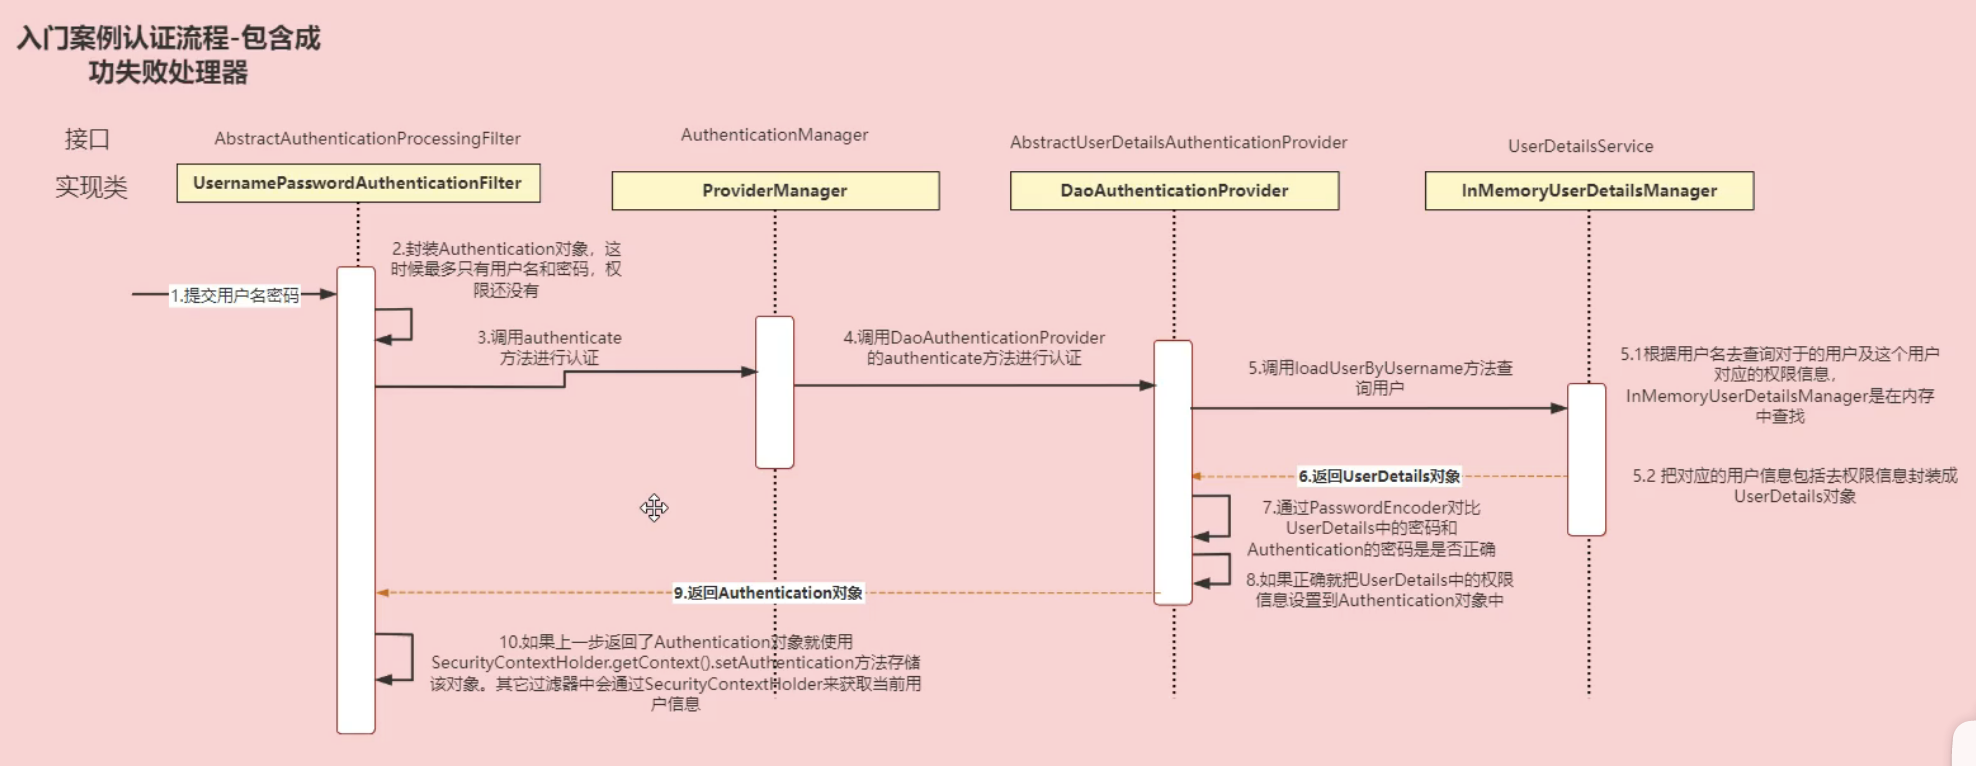 入门案例认证流程-包含成
功失败处理器
接口
AbstractAuthenticationProcessingFilter
AuthenticationManager
AbstractUserDetailsAuthenticationProvider
UserDetailsService
实现类
UsernamePasswordAuthenticationFilter
ProviderManager
DaoAuthenticationProvider
InMemoryUserDetailsManager
1.提交用户名密码
2.封装Authentication对象，这
时候最多只有用户名和密码，权
限还没有
3.调用authenticate
方法进行认证
4.调用DaoAuthenticationProvider
的authenticate方法进行认证
5.调用loadUserByUsername方法查
询用户
5.1根据用户名去查询对于的用户及这个用户
对应的权限信息，
InMemoryUserDetailsManager是在内存
中查找
5.2 把对应的用户信息包括去权限信息封装成
UserDetails对象
6.返回UserDetails对象
7.通过PasswordEncoder对比
UserDetails中的密码和
Authentication的密码是是否正确
8.如果正确就把UserDetails中的权限
信息设置到Authentication对象中
9.返回Authentication对象
10.如果上一步返回了Authentication对象就使用
SecurityContextHolder.getContext().setAuthentication方法存储
该对象。其它过滤器中会通过SecurityContextHolder来获取当前用
户信息